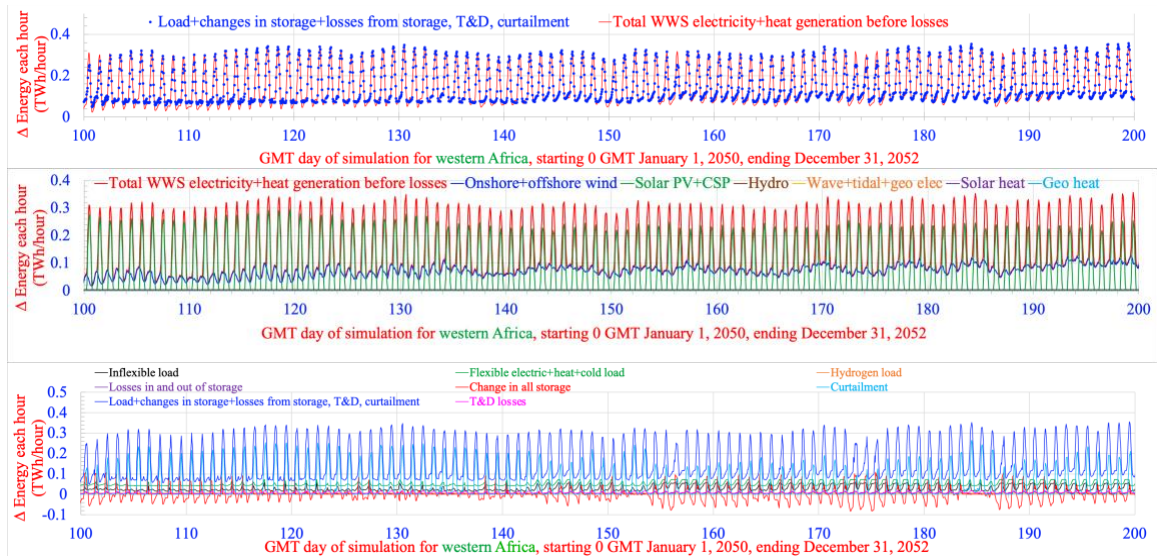 Load+changes in storage+losses from storage, T&D, curtailment Total WWS electricity+heat generation before losses
Δ Energy each hour
(TWh/hour)
0.4
0.2
0
100 110 120 130 140 150 160 170 180 190 200
GMT day of simulation for western Africa, starting 0 GMT January 1, 2050, ending December 31, 2052
Total WWS electricity+heat generation before losses Onshore+offshore wind Solar PV+CSP Hydro Wave+tidal+geo elec Solar heat Geo heat
Δ Energy each hour
(TWh/hour)
0.4
0.3
0.2
0.1
0
100 110 120 130 140 150 160 170 180 190 200
GMT day of simulation for western Africa, starting 0 GMT January 1, 2050, ending December 31, 2052
Inflexible load Flexible electric+heat+cold load Hydrogen load
Losses in and out of storage Change in all storage Curtailment
Load+changes in storage+losses from storage, T&D, curtailment T&D losses
Δ Energy each hour
(TWh/hour)
0.5
0.4
0.3
0.2
0.1
0
-0.1
100 110 120 130 140 150 160 170 180 190 200
GMT day of simulation for western Africa, starting 0 GMT January 1, 2050, ending December 31, 2052